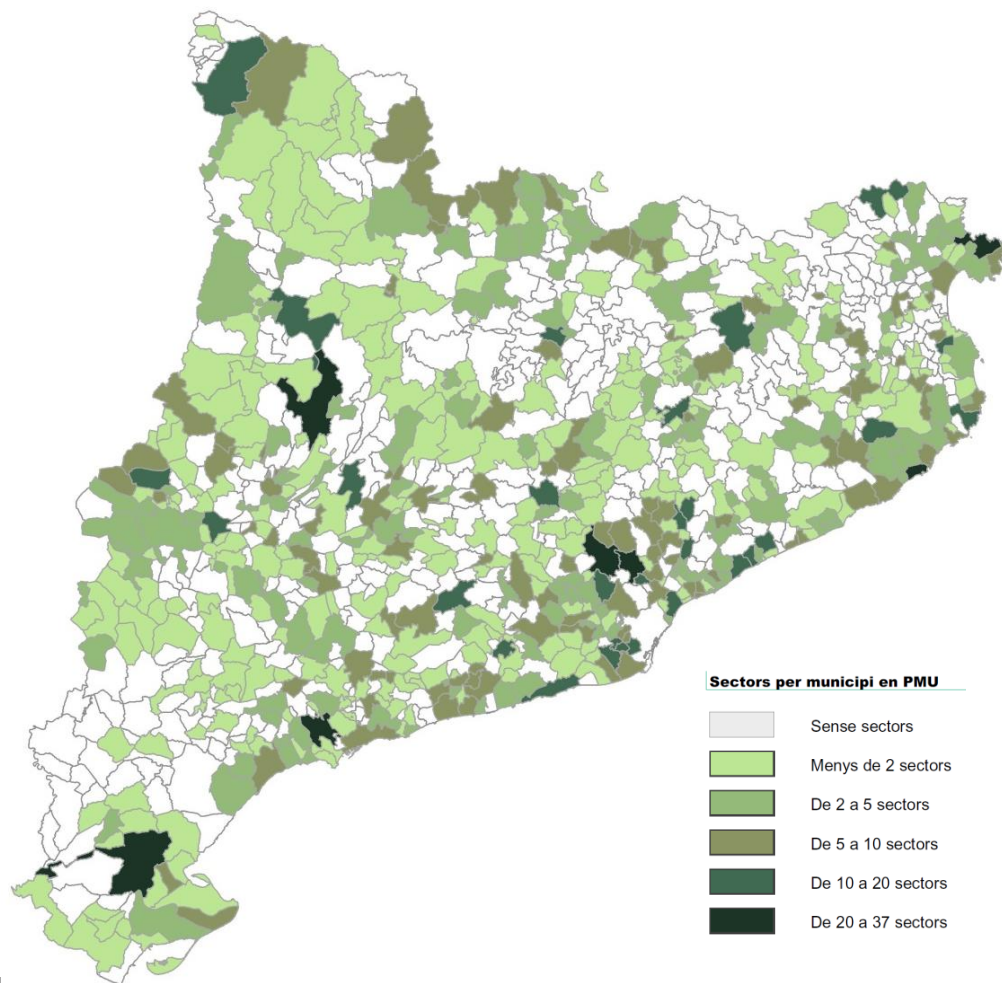 Sectors per municipi en PMU
Sense sectors
Menys de 2 sectors
De 2 a 5 sectors
De 5 a 10 sectors
De 10 a 20 sectors
De 20 a 37 sectors